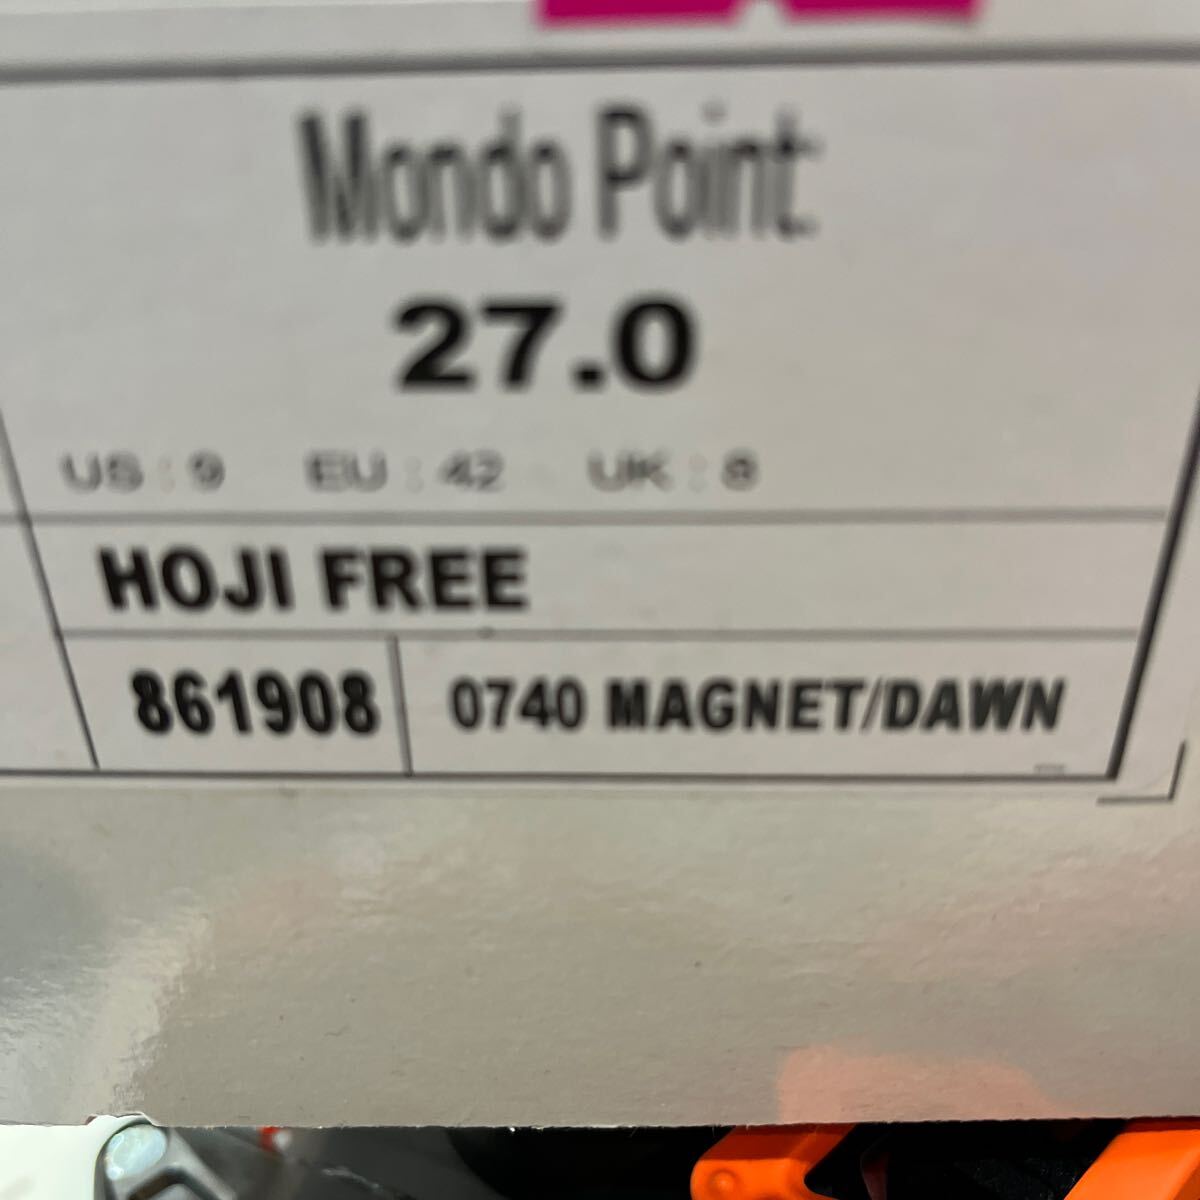 Mondo Point:
27.0
US : 9 EU : 42 UK : 8
HOJI FREE
861908 0740 MAGNET/DAWN